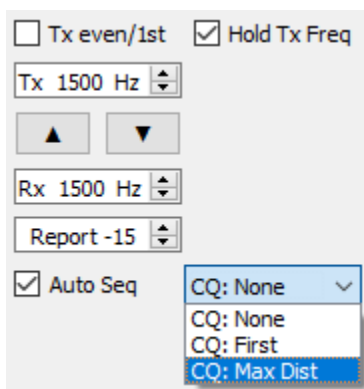 Tx even/1st Hold Tx Freq
Tx 1500 Hz
▲ ▼
Rx 1500 Hz
Report -15
Auto Seq CQ: None
CQ: None
CQ: First
CQ: Max Dist